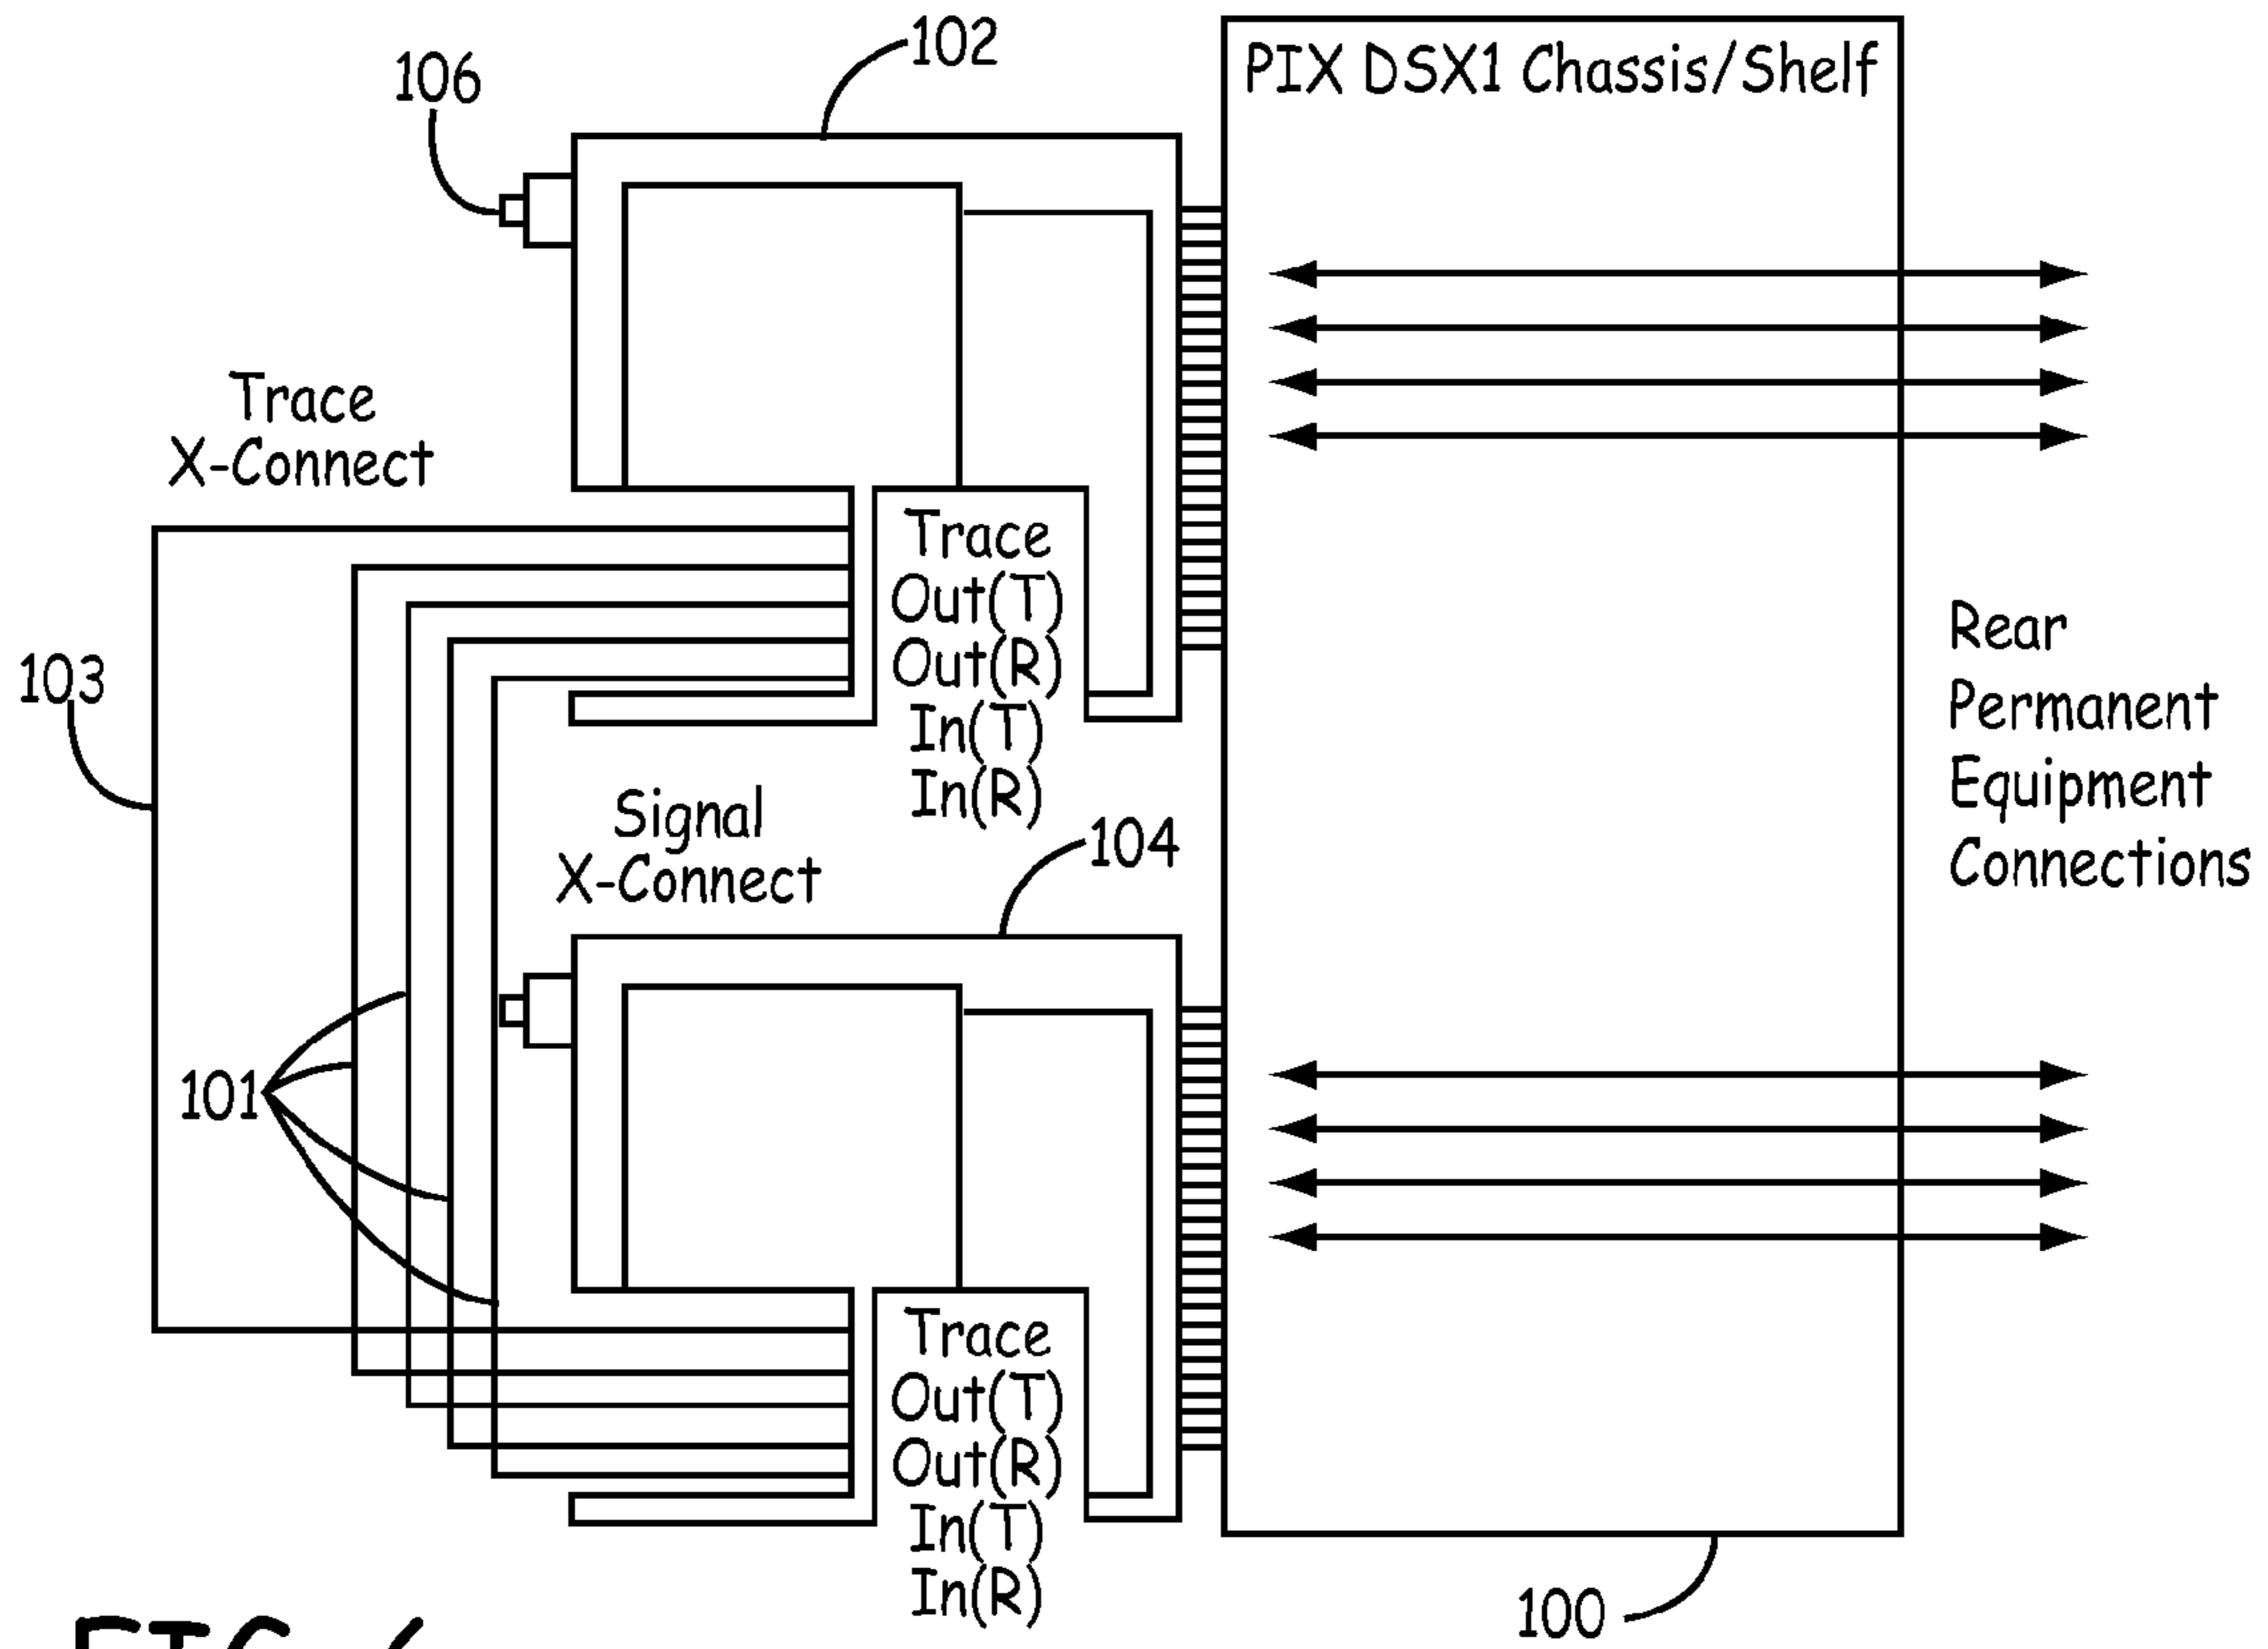 102
106
PIX DSX1 Chassis/Shelf
Trace
X-Connect
Trace
Out(T)
Out(R)
In(T)
In(R)
103
Rear
Permanent
Equipment
Connections
Signal
X-Connect
104
101
Trace
Out(T)
Out(R)
In(T)
In(R)
100